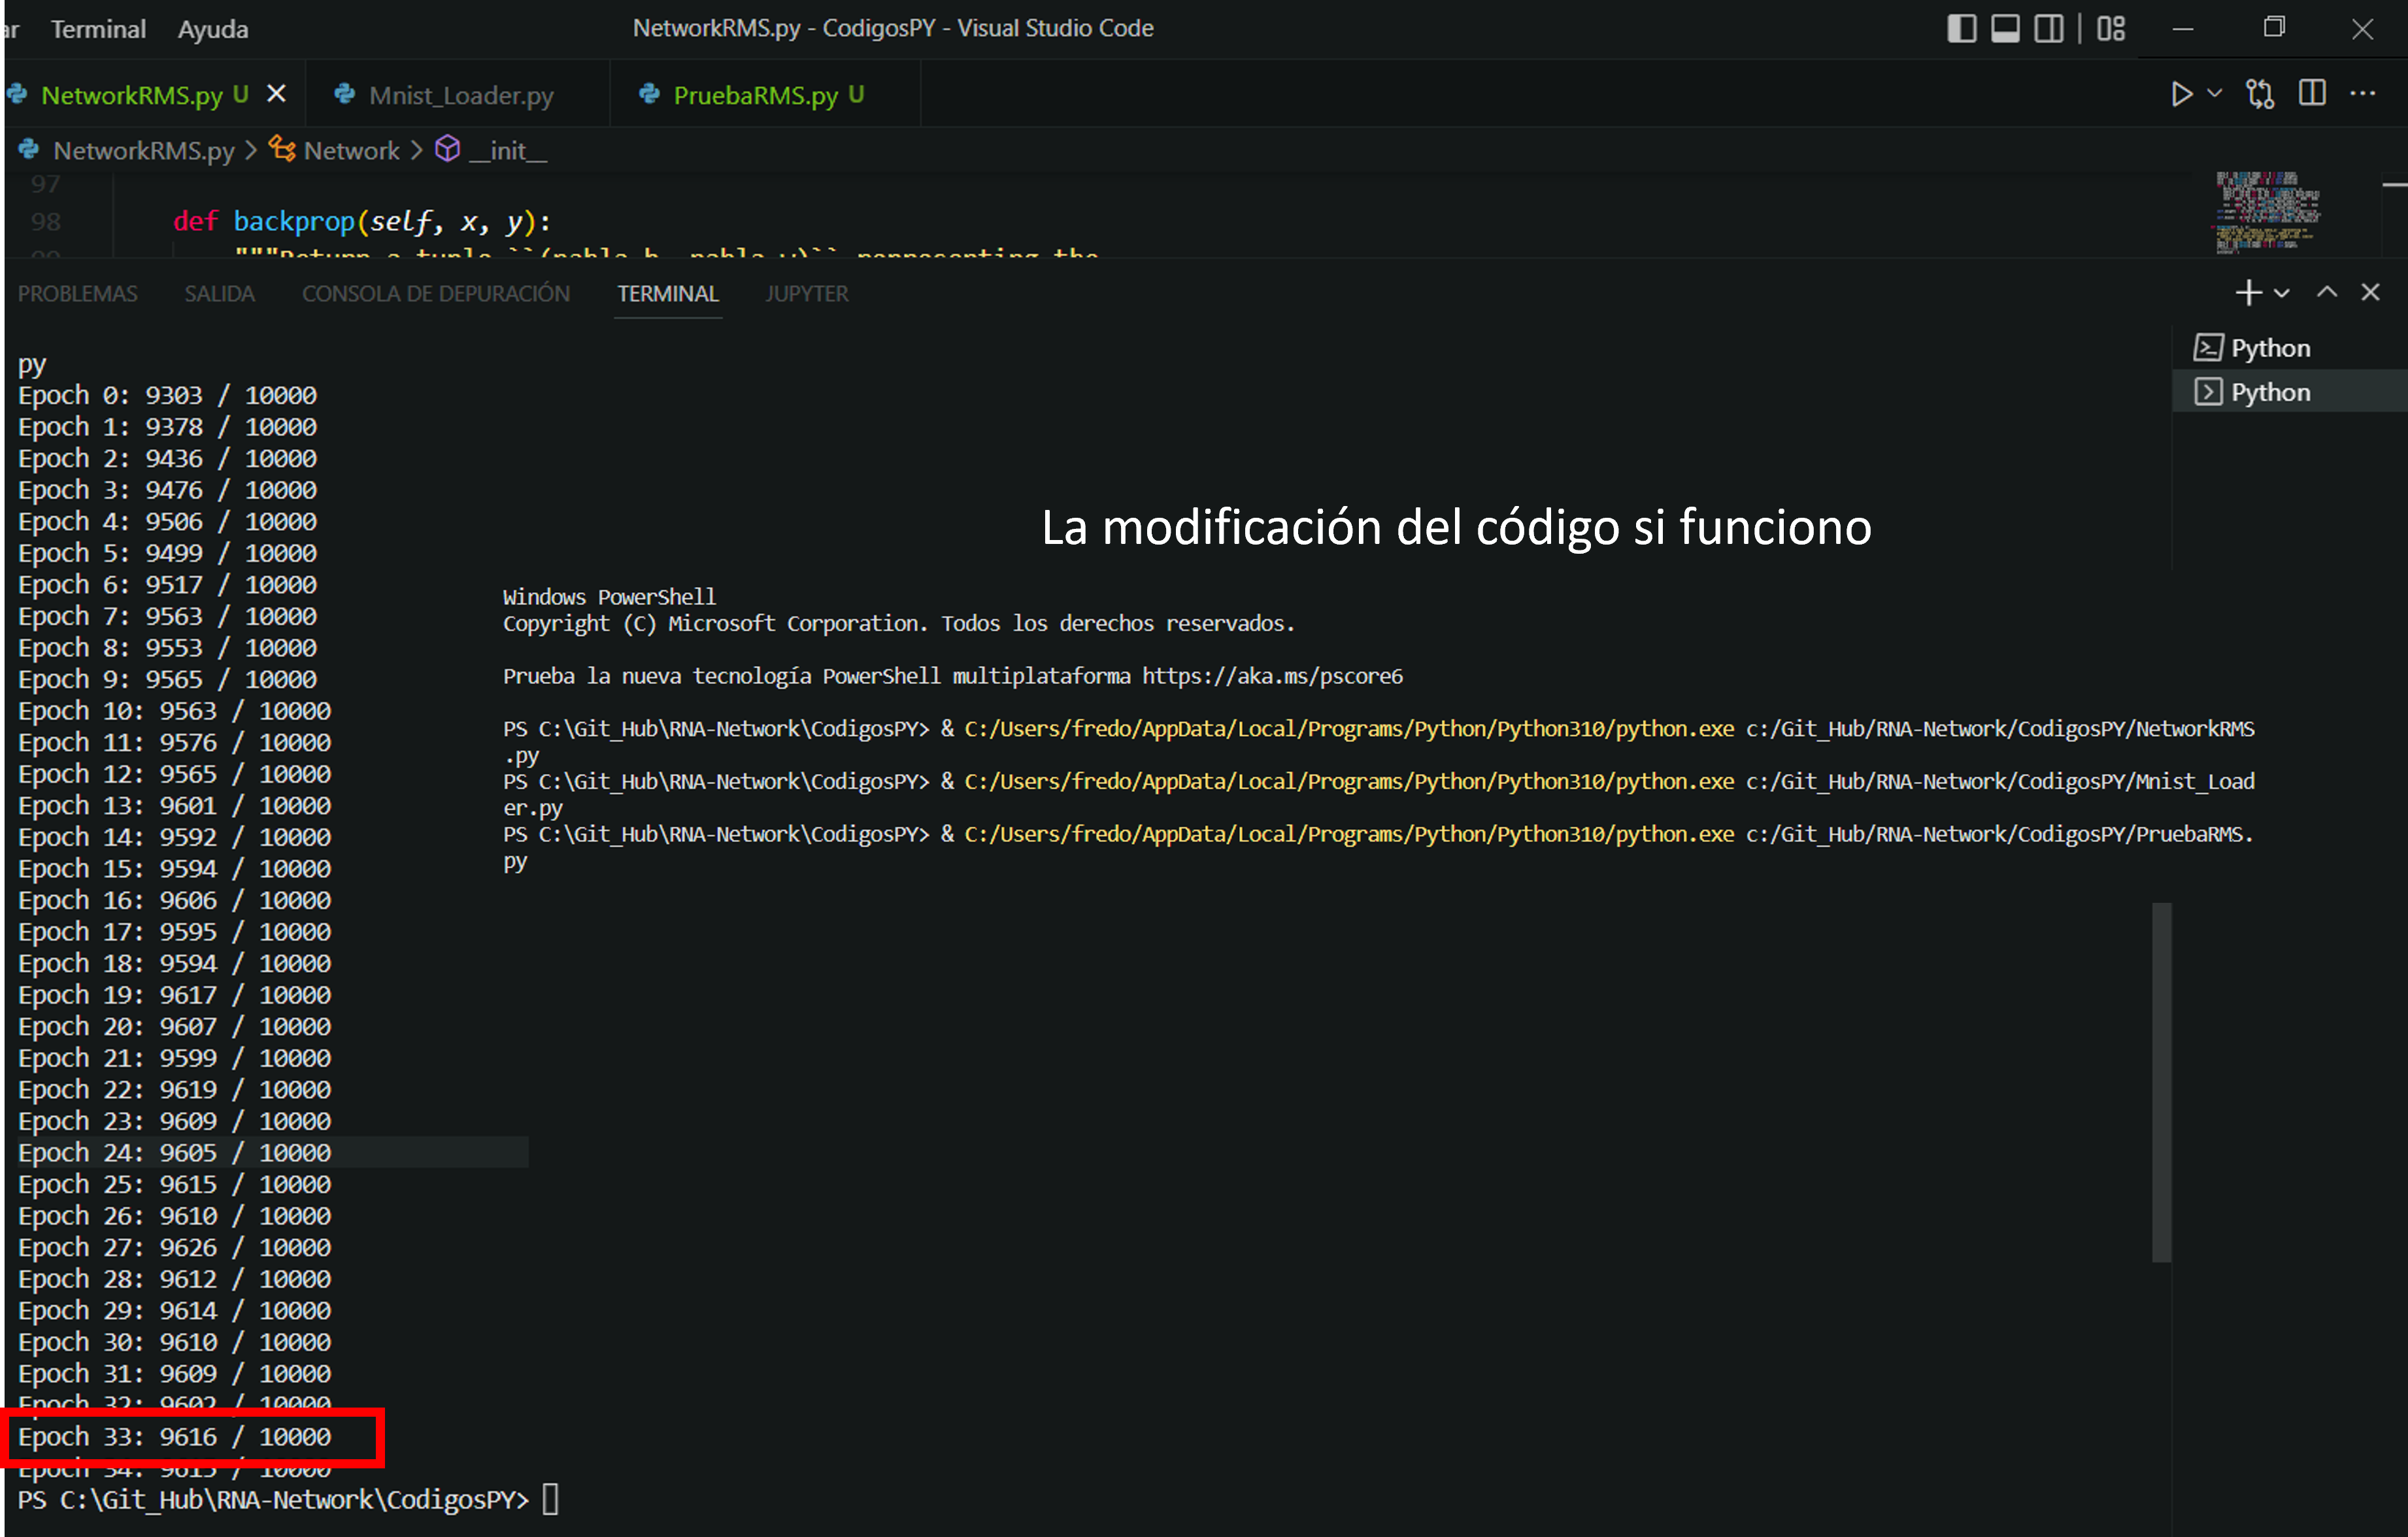 ar Terminal Ayuda NetworkRMS.py - CodigosPY - Visual Studio Code
NetworkRMS.py U Mnist_Loader.py PruebaRMS.py U
NetworkRMS.py > Network > __init__
97
98 def backprop(self, x, y):
99 """Return a tuple ``(nabla_b, nabla_w)`` representing the
PROBLEMAS SALIDA CONSOLA DE DEPURACIÓN TERMINAL JUPYTER
Python
Python
py
Epoch 0: 9303 / 10000
Epoch 1: 9378 / 10000
Epoch 2: 9436 / 10000
Epoch 3: 9476 / 10000
Epoch 4: 9506 / 10000
Epoch 5: 9499 / 10000
Epoch 6: 9517 / 10000
Epoch 7: 9563 / 10000
Epoch 8: 9553 / 10000
Epoch 9: 9565 / 10000
Epoch 10: 9563 / 10000
Epoch 11: 9576 / 10000
Epoch 12: 9565 / 10000
Epoch 13: 9601 / 10000
Epoch 14: 9592 / 10000
Epoch 15: 9594 / 10000
Epoch 16: 9606 / 10000
Epoch 17: 9595 / 10000
Epoch 18: 9594 / 10000
Epoch 19: 9617 / 10000
Epoch 20: 9607 / 10000
Epoch 21: 9599 / 10000
Epoch 22: 9619 / 10000
Epoch 23: 9609 / 10000
Epoch 24: 9605 / 10000
Epoch 25: 9615 / 10000
Epoch 26: 9610 / 10000
Epoch 27: 9626 / 10000
Epoch 28: 9612 / 10000
Epoch 29: 9614 / 10000
Epoch 30: 9610 / 10000
Epoch 31: 9609 / 10000
Epoch 32: 9602 / 10000
Epoch 33: 9616 / 10000
Epoch 34: 9615 / 10000
PS C:\Git_Hub\RNA-Network\CodigosPY>
La modificación del código si funciono
Windows PowerShell
Copyright (C) Microsoft Corporation. Todos los derechos reservados.
Prueba la nueva tecnología PowerShell multiplataforma https://aka.ms/pscore6
PS C:\Git_Hub\RNA-Network\CodigosPY> & C:/Users/fredo/AppData/Local/Programs/Python/Python310/python.exe c:/Git_Hub/RNA-Network/CodigosPY/NetworkRMS
.py
PS C:\Git_Hub\RNA-Network\CodigosPY> & C:/Users/fredo/AppData/Local/Programs/Python/Python310/python.exe c:/Git_Hub/RNA-Network/CodigosPY/Mnist_Load
er.py
PS C:\Git_Hub\RNA-Network\CodigosPY> & C:/Users/fredo/AppData/Local/Programs/Python/Python310/python.exe c:/Git_Hub/RNA-Network/CodigosPY/PruebaRMS.
py